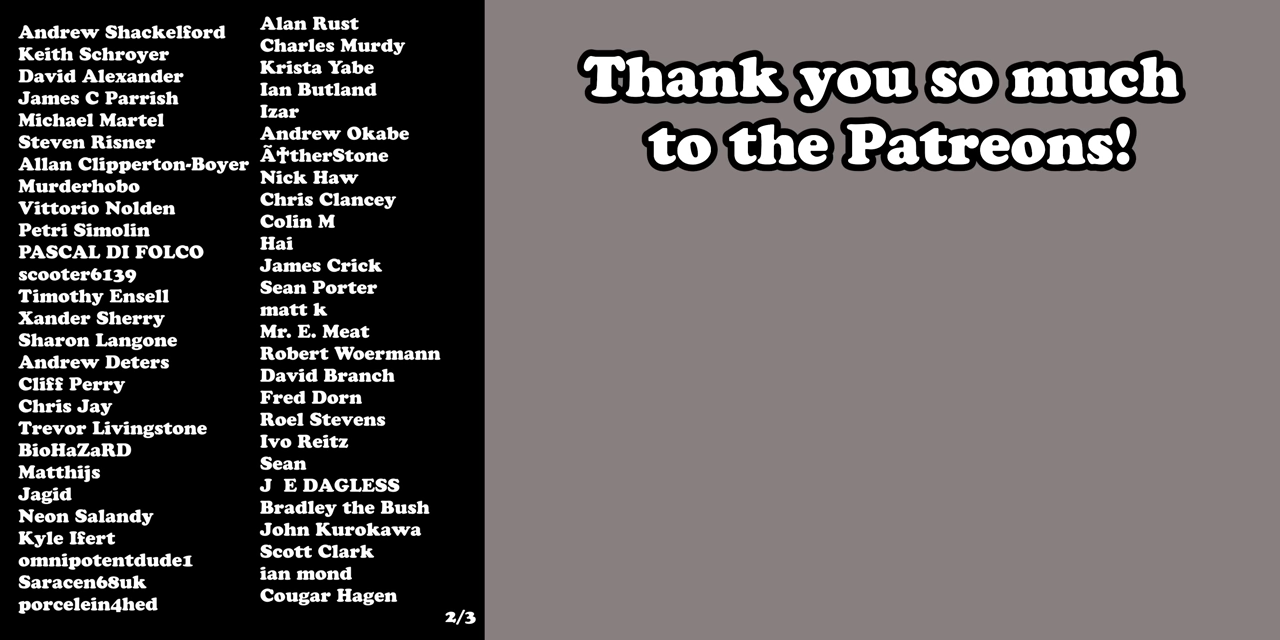 Andrew Shackelford
Keith Schroyer
David Alexander
James C Parrish
Michael Martel
Steven Risner
Allan Clipperton-Boyer
Murderhobo
Vittorio Nolden
Petri Simolin
PASCAL DI FOLCO
scooter6139
Timothy Ensell
Xander Sherry
Sharon Langone
Andrew Deters
Cliff Perry
Chris Jay
Trevor Livingstone
BioHaZaRD
Matthijs
Jagid
Neon Salandy
Kyle Ifert
omnipotentdude1
Saracen68uk
porcelein4hed
Alan Rust
Charles Murdy
Krista Yabe
Ian Butland
Izar
Andrew Okabe
Ã†therStone
Nick Haw
Chris Clancey
Colin M
Hai
James Crick
Sean Porter
matt k
Mr. E. Meat
Robert Woermann
David Branch
Fred Dorn
Roel Stevens
Ivo Reitz
Sean
J E DAGLESS
Bradley the Bush
John Kurokawa
Scott Clark
ian mond
Cougar Hagen
2/3
Thank you so much
to the Patreons!